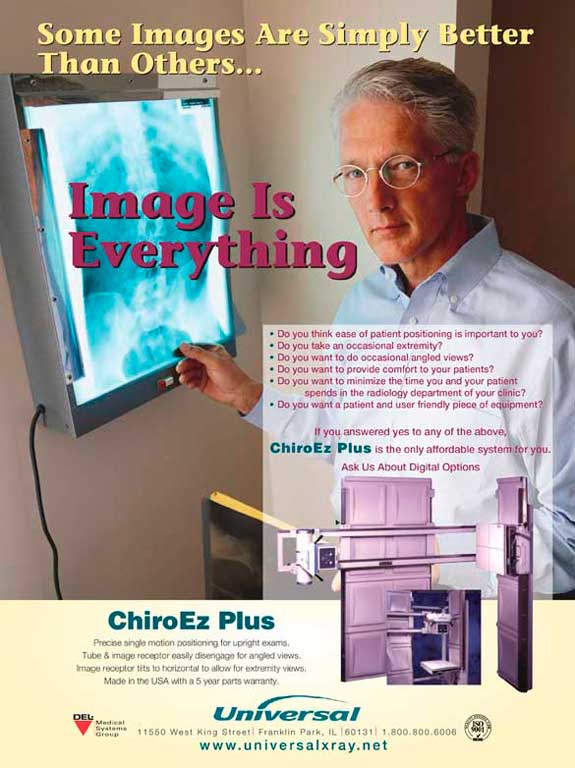 Some Images Are Simply Better
Than Others...
Image Is
Everything
• Do you think ease of patient positioning is important to you?
• Do you take an occasional extremity?
• Do you want to do occasional angled views?
• Do you want to provide comfort to your patients?
• Do you want to minimize the time you and your patient
spends in the radiology department of your clinic?
• Do you want a patient and user friendly piece of equipment?
If you answered yes to any of the above,
ChiroEz Plus is the only affordable system for you.
Ask Us About Digital Options
ChiroEz Plus
Precise single motion positioning for upright exams.
Tube & image receptor easily disengage for angled views.
Image receptor tilts to horizontal to allow for extremity views.
Made in the USA with a 5 year parts warranty.
DEL
Medical
Systems
Group
Universal
11550 West King Street| Franklin Park, IL |60131| 1.800.800.6006
www.universalxray.net
ISO
9001